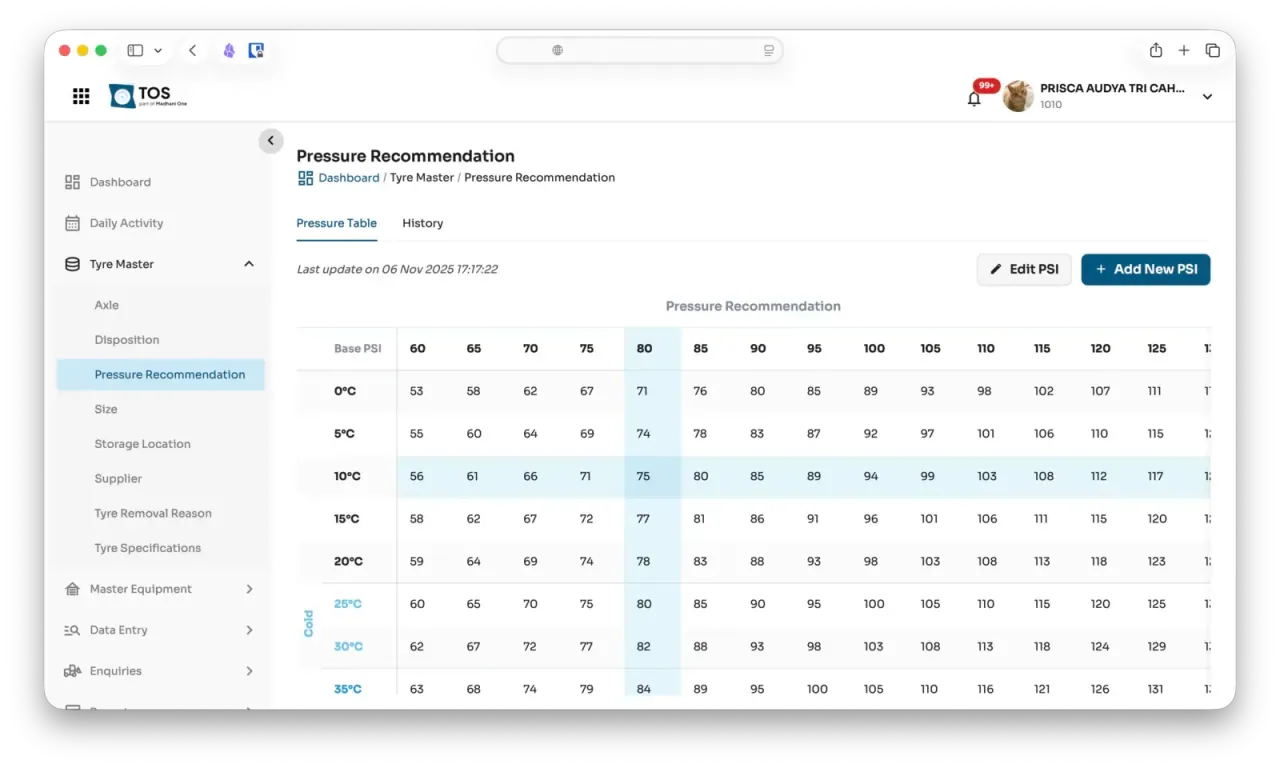 TOS
part of Madhani One
99+
PRISCA AUDYA TRI CAH...
1010
Dashboard
Daily Activity
Tyre Master
Axle
Disposition
Pressure Recommendation
Size
Storage Location
Supplier
Tyre Removal Reason
Tyre Specifications
Master Equipment
Data Entry
Enquiries
Pressure Recommendation
Dashboard / Tyre Master / Pressure Recommendation
Pressure Table History
Last update on 06 Nov 2025 17:17:22
Edit PSI
+ Add New PSI
Pressure Recommendation
Base PSI 60 65 70 75 80 85 90 95 100 105 110 115 120 125
0°C 53 58 62 67 71 76 80 85 89 93 98 102 107 111
5°C 55 60 64 69 74 78 83 87 92 97 101 106 110 115
10°C 56 61 66 71 75 80 85 89 94 99 103 108 112 117
15°C 58 62 67 72 77 81 86 91 96 101 106 111 115 120
20°C 59 64 69 74 78 83 88 93 98 103 108 113 118 123
Cold
25°C 60 65 70 75 80 85 90 95 100 105 110 115 120 125
30°C 62 67 72 77 82 88 93 98 103 108 113 118 124 129
35°C 63 68 74 79 84 89 95 100 105 110 116 121 126 131